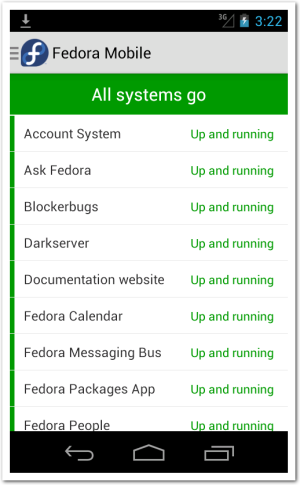 3G 3:22
Fedora Mobile
All systems go
Account System Up and running
Ask Fedora Up and running
Blockerbugs Up and running
Darkserver Up and running
Documentation website Up and running
Fedora Calendar Up and running
Fedora Messaging Bus Up and running
Fedora Packages App Up and running
Fedora People Up and running